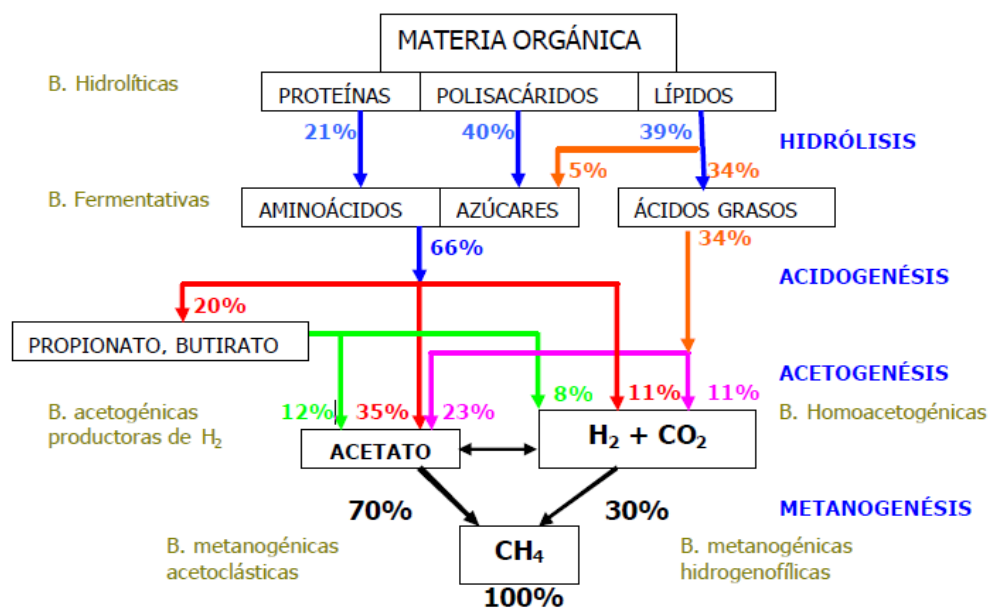 MATERIA ORGÁNICA
B. Hidrolíticas
PROTEÍNAS
POLISACÁRIDOS
LÍPIDOS
21%
40%
39%
HIDRÓLISIS
5%
34%
B. Fermentativas
AMINOÁCIDOS
AZÚCARES
ÁCIDOS GRASOS
66%
34%
ACIDOGENÉSIS
20%
PROPIONATO, BUTIRATO
ACETOGENÉSIS
B. acetogénicas
productoras de H₂
12%
35%
23%
8%
11%
11%
B. Homoacetogénicas
ACETATO
H₂ + CO₂
70%
30%
METANOGENÉSIS
B. metanogénicas
acetoclásticas
CH₄
B. metanogénicas
hidrogenofílicas
100%